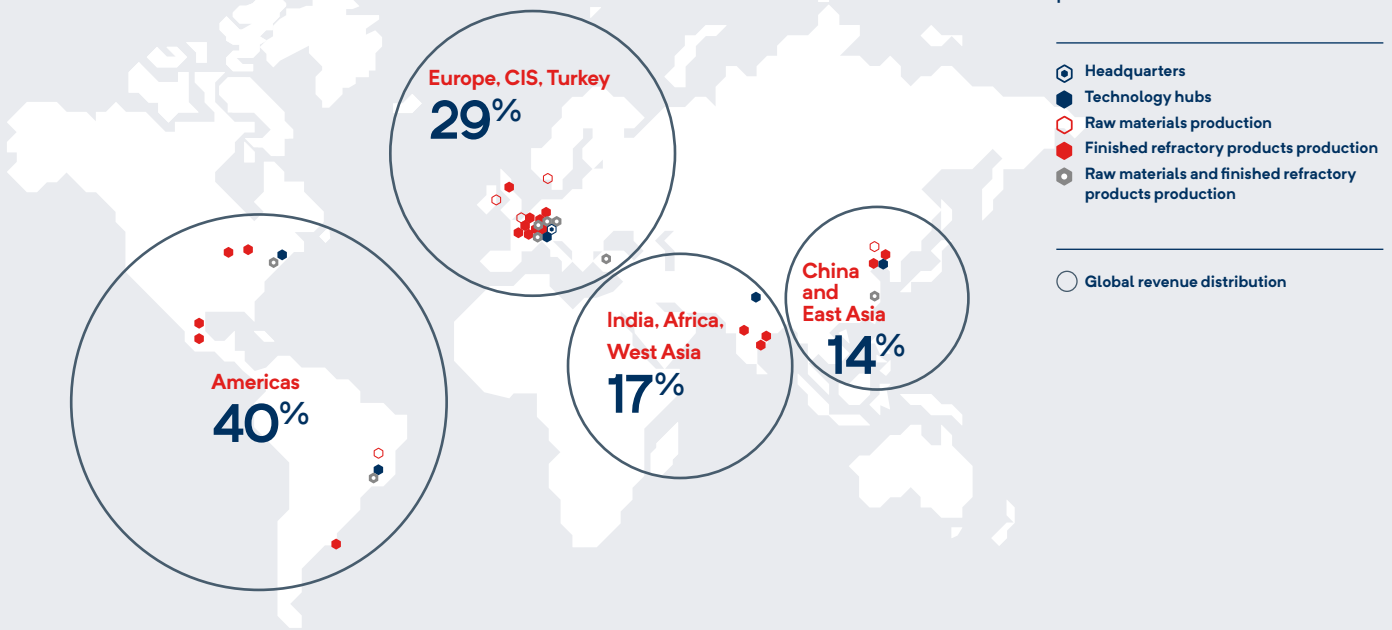 Europe, CIS, Turkey
29%
Americas
40%
India, Africa,
West Asia
17%
China
and
East Asia
14%
Headquarters
Technology hubs
Raw materials production
Finished refractory products production
Raw materials and finished refractory
products production
Global revenue distribution